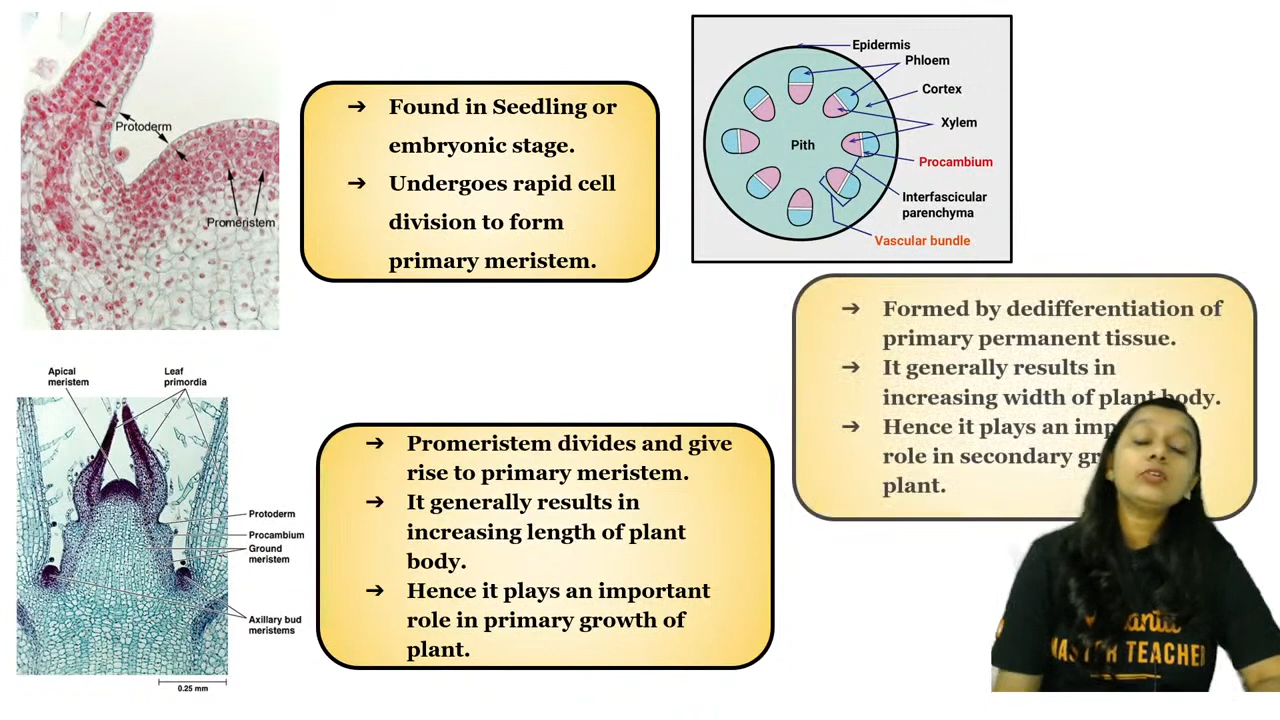 Protoderm
Promeristem
➔ Found in Seedling or
embryonic stage.
➔ Undergoes rapid cell
division to form
primary meristem.
Epidermis
Phloem
Cortex
Xylem
Pith
Procambium
Interfascicular
parenchyma
Vascular bundle
➔ Formed by dedifferentiation of
primary permanent tissue.
➔ It generally results in
increasing width of plant body.
➔ Hence it plays an
role in secondary
plant.
Apical
meristem
Leaf
primordia
Protoderm
Procambium
Ground
meristem
Axillary bud
meristems
0.25 mm
➔ Promeristem divides and give
rise to primary meristem.
➔ It generally results in
increasing length of plant
body.
➔ Hence it plays an important
role in primary growth of
plant.
MASTER TEACHER